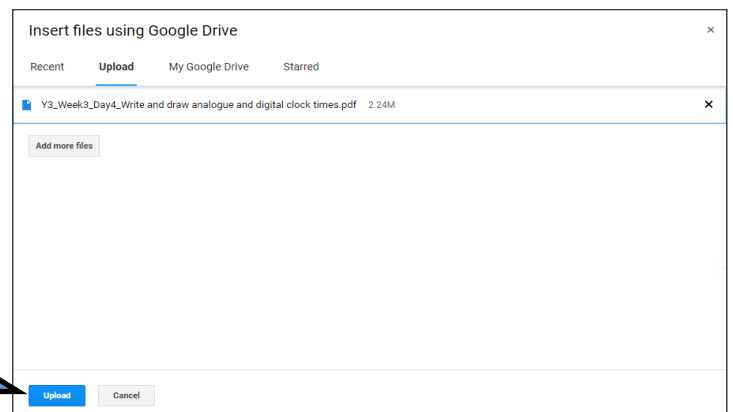 Insert files using Google Drive ×
Recent Upload My Google Drive Starred
Y3_Week3_Day4_Write and draw analogue and digital clock times.pdf 2.24M ×
Add more files
Upload Cancel